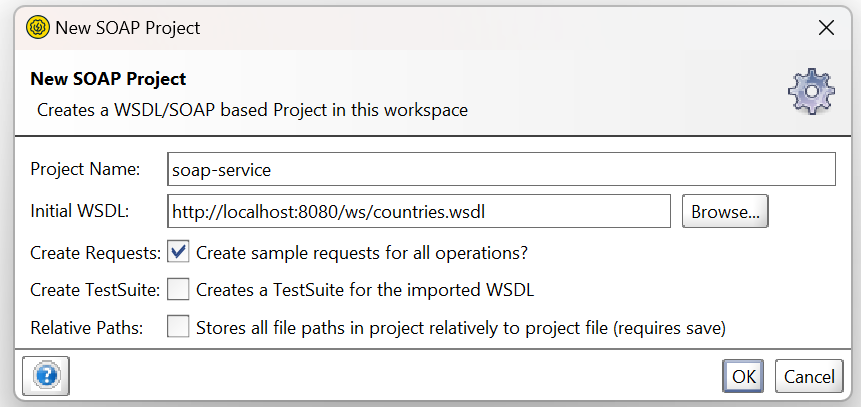 New SOAP Project
New SOAP Project
Creates a WSDL/SOAP based Project in this workspace
Project Name: soap-service
Initial WSDL: http://localhost:8080/ws/countries.wsdl Browse...
Create Requests: Create sample requests for all operations?
Create TestSuite: Creates a TestSuite for the imported WSDL
Relative Paths: Stores all file paths in project relatively to project file (requires save)
? OK Cancel